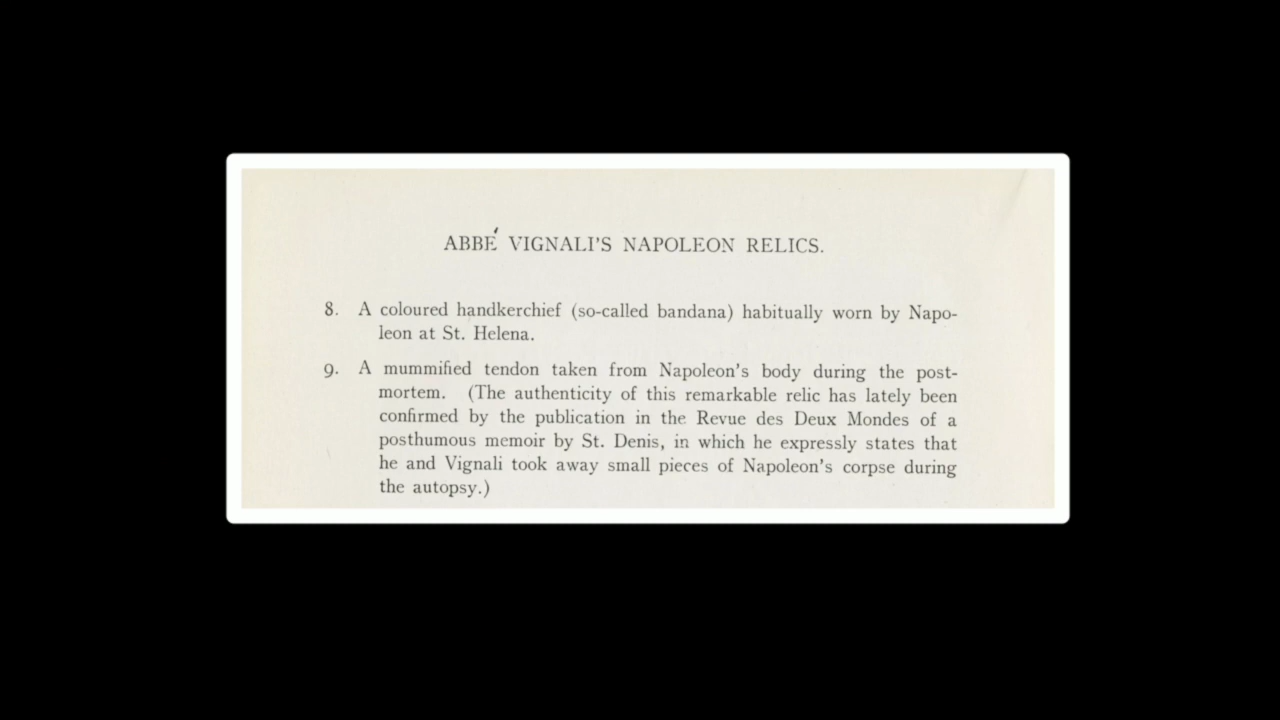 ABBÉ VIGNALI'S NAPOLEON RELICS.
8. A coloured handkerchief (so-called bandana) habitually worn by Napo-
leon at St. Helena.
9. A mummified tendon taken from Napoleon's body during the post-
mortem. (The authenticity of this remarkable relic has lately been
confirmed by the publication in the Revue des Deux Mondes of a
posthumous memoir by St. Denis, in which he expressly states that
he and Vignali took away small pieces of Napoleon's corpse during
the autopsy.)